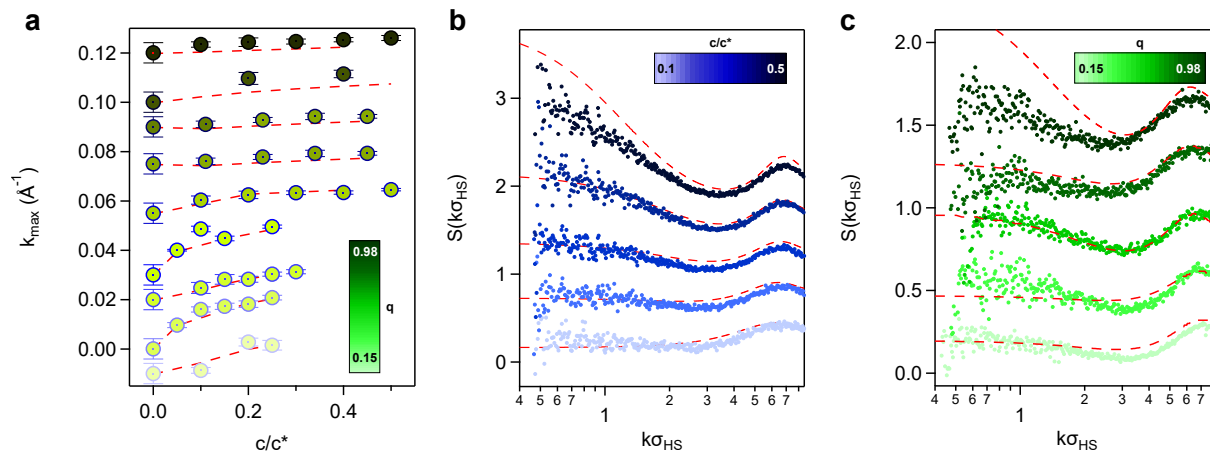 a
k_max (Å⁻¹)
0.12
0.10
0.08
0.06
0.04
0.02
0.00
0.98
q
0.15
0.0
0.2
0.4
c/c*
b
S(kσ_HS)
3
2
1
0
c/c*
0.1
0.5
4 5 6 7 2 3 4 5 6 7
1
kσ_HS
c
S(kσ_HS)
2.0
1.5
1.0
0.5
0.0
q
0.15
0.98
4 5 6 7 2 3 4 5 6 7
1
kσ_HS